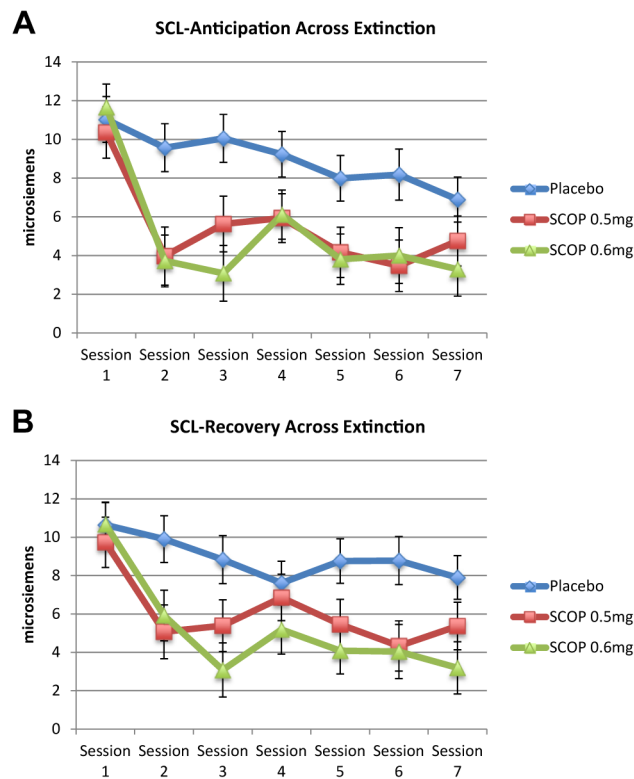 A
SCL-Anticipation Across Extinction
14
12
10
8
6
4
2
0
microsiemens
Session 1
Session 2
Session 3
Session 4
Session 5
Session 6
Session 7
Placebo
SCOP 0.5mg
SCOP 0.6mg
B
SCL-Recovery Across Extinction
14
12
10
8
6
4
2
0
microsiemens
Session 1
Session 2
Session 3
Session 4
Session 5
Session 6
Session 7
Placebo
SCOP 0.5mg
SCOP 0.6mg